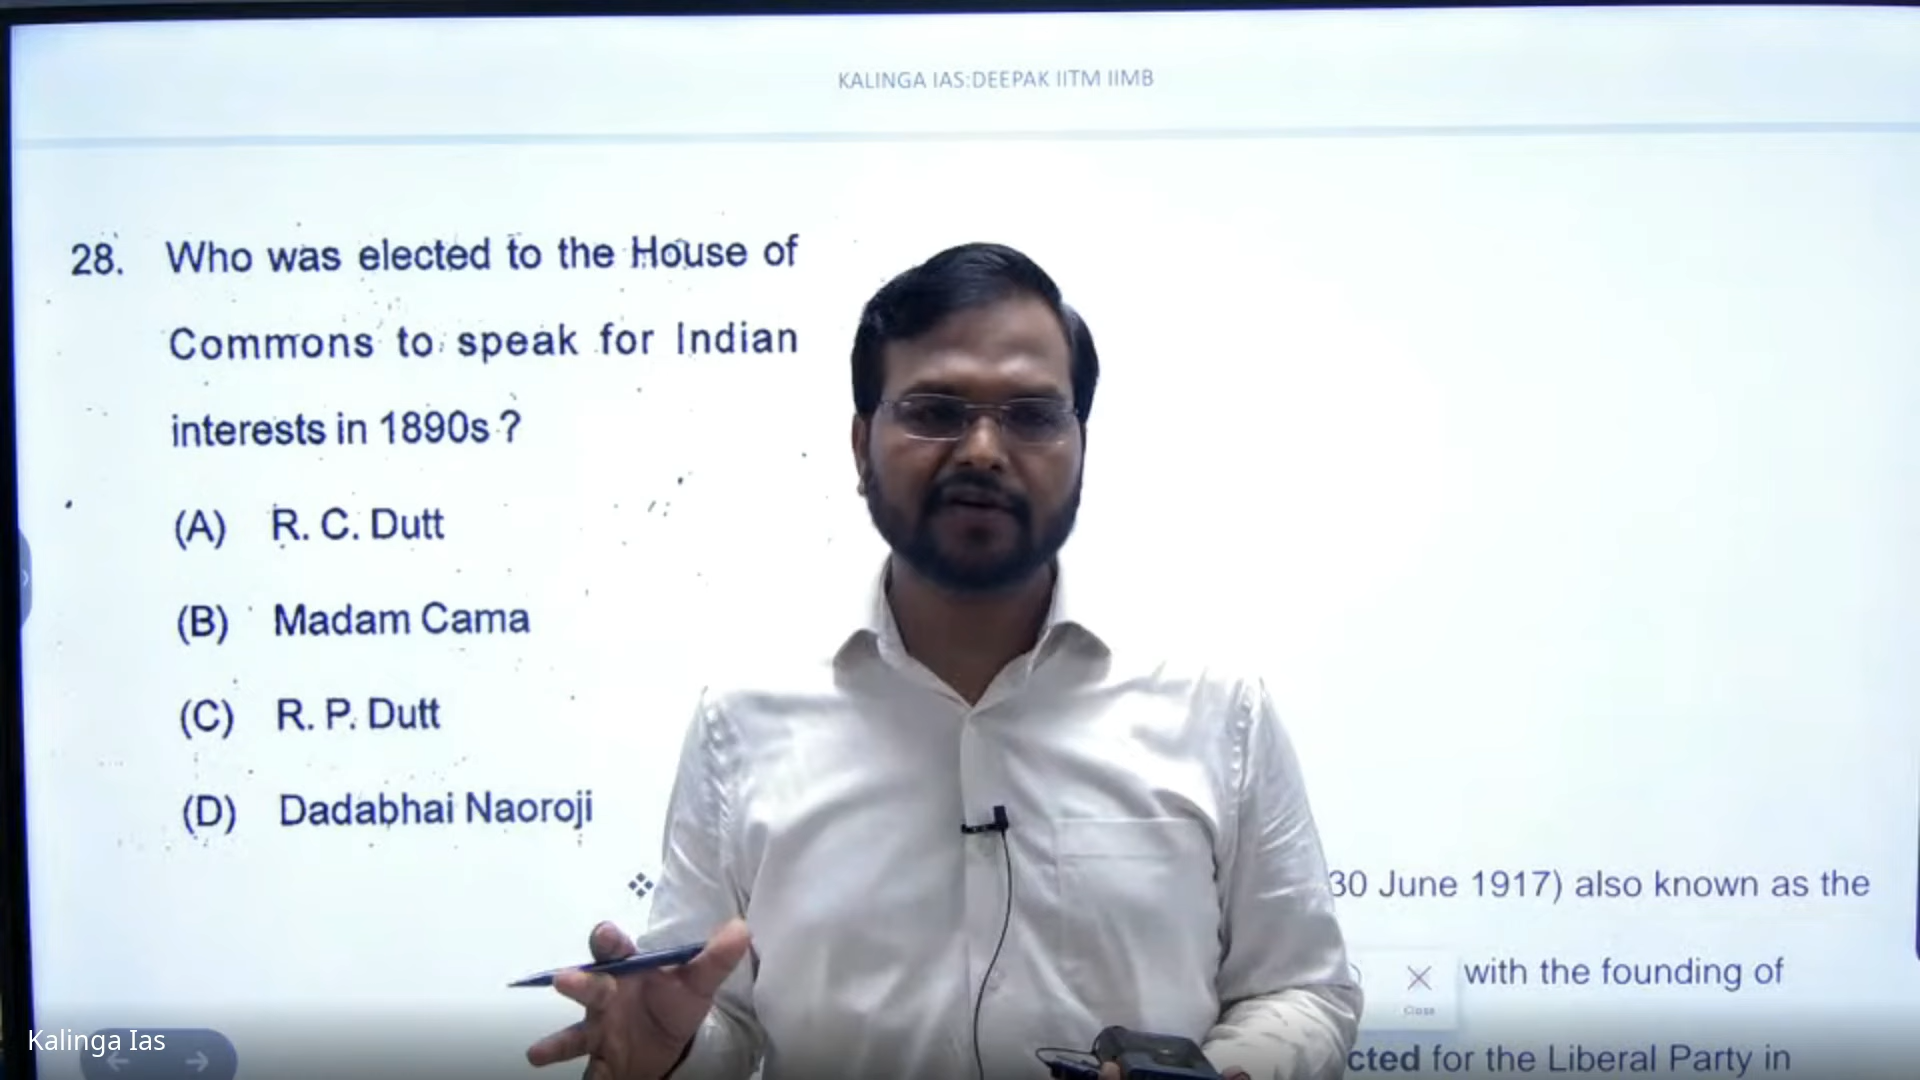 KALINGA IAS:DEEPAK IITM IIMB
28. Who was elected to the House of
Commons to speak for Indian
interests in 1890s ?
(A) R. C. Dutt
(B) Madam Cama
(C) R. P. Dutt
(D) Dadabhai Naoroji
❖ 30 June 1917) also known as the
Close
with the founding of
cted for the Liberal Party in
Kalinga Ias